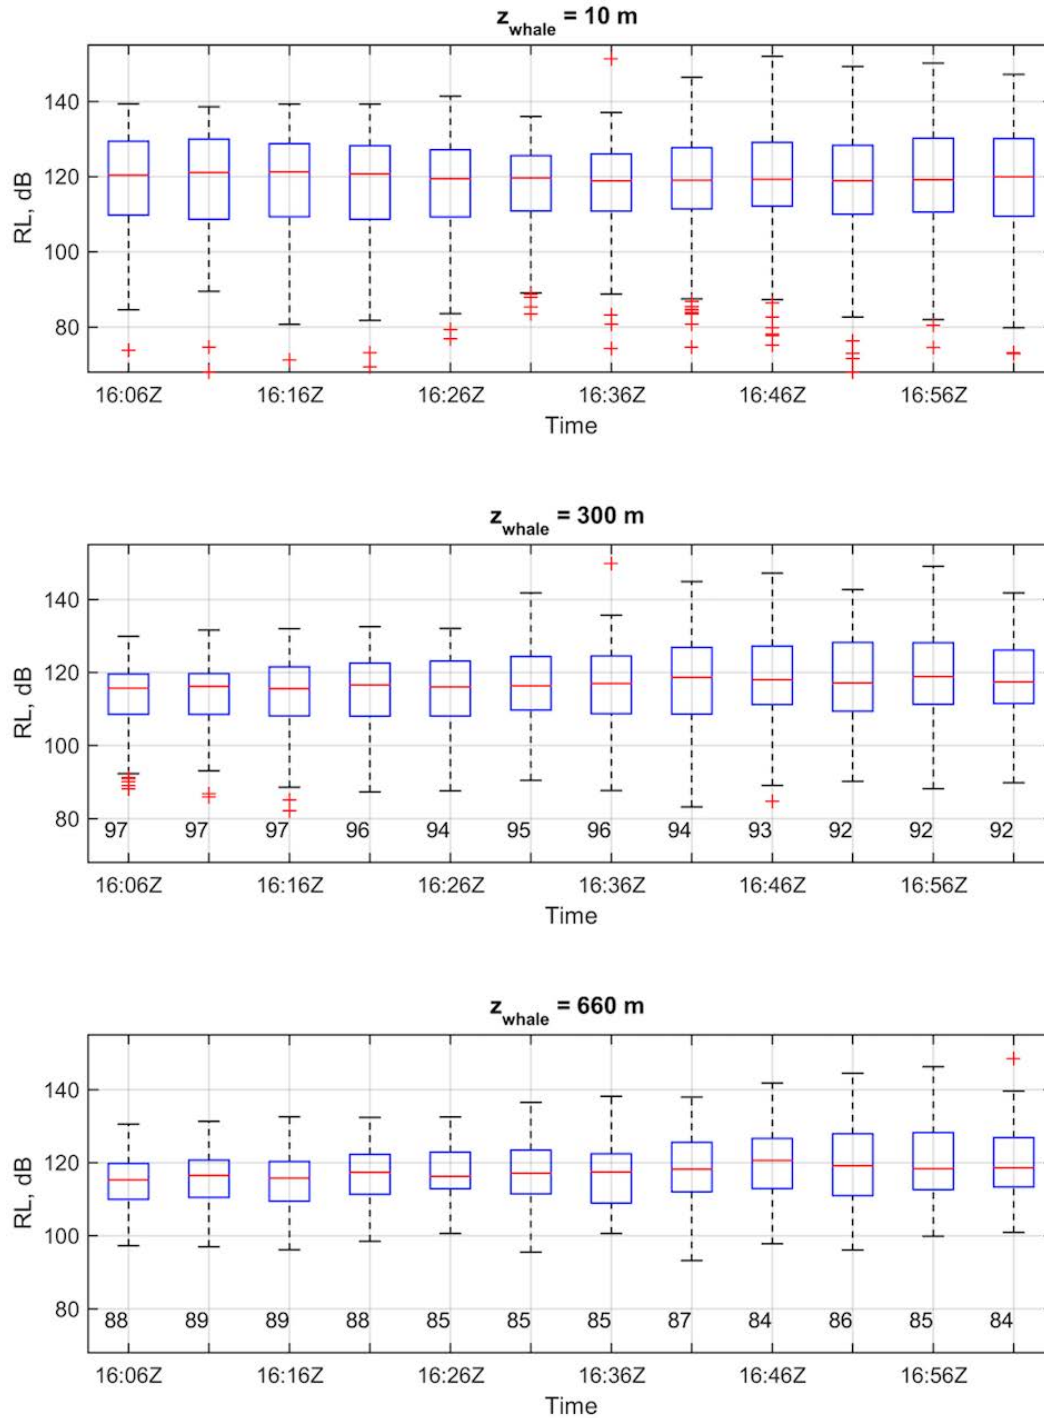 z_whale = 10 m
140
120
100
80
RL, dB
16:06Z 16:16Z 16:26Z 16:36Z 16:46Z 16:56Z
Time
z_whale = 300 m
140
120
100
80
RL, dB
97 97 97 96 94 95 96 94 93 92 92 92
16:06Z 16:16Z 16:26Z 16:36Z 16:46Z 16:56Z
Time
z_whale = 660 m
140
120
100
80
RL, dB
88 89 89 88 85 85 85 87 84 86 85 84
16:06Z 16:16Z 16:26Z 16:36Z 16:46Z 16:56Z
Time